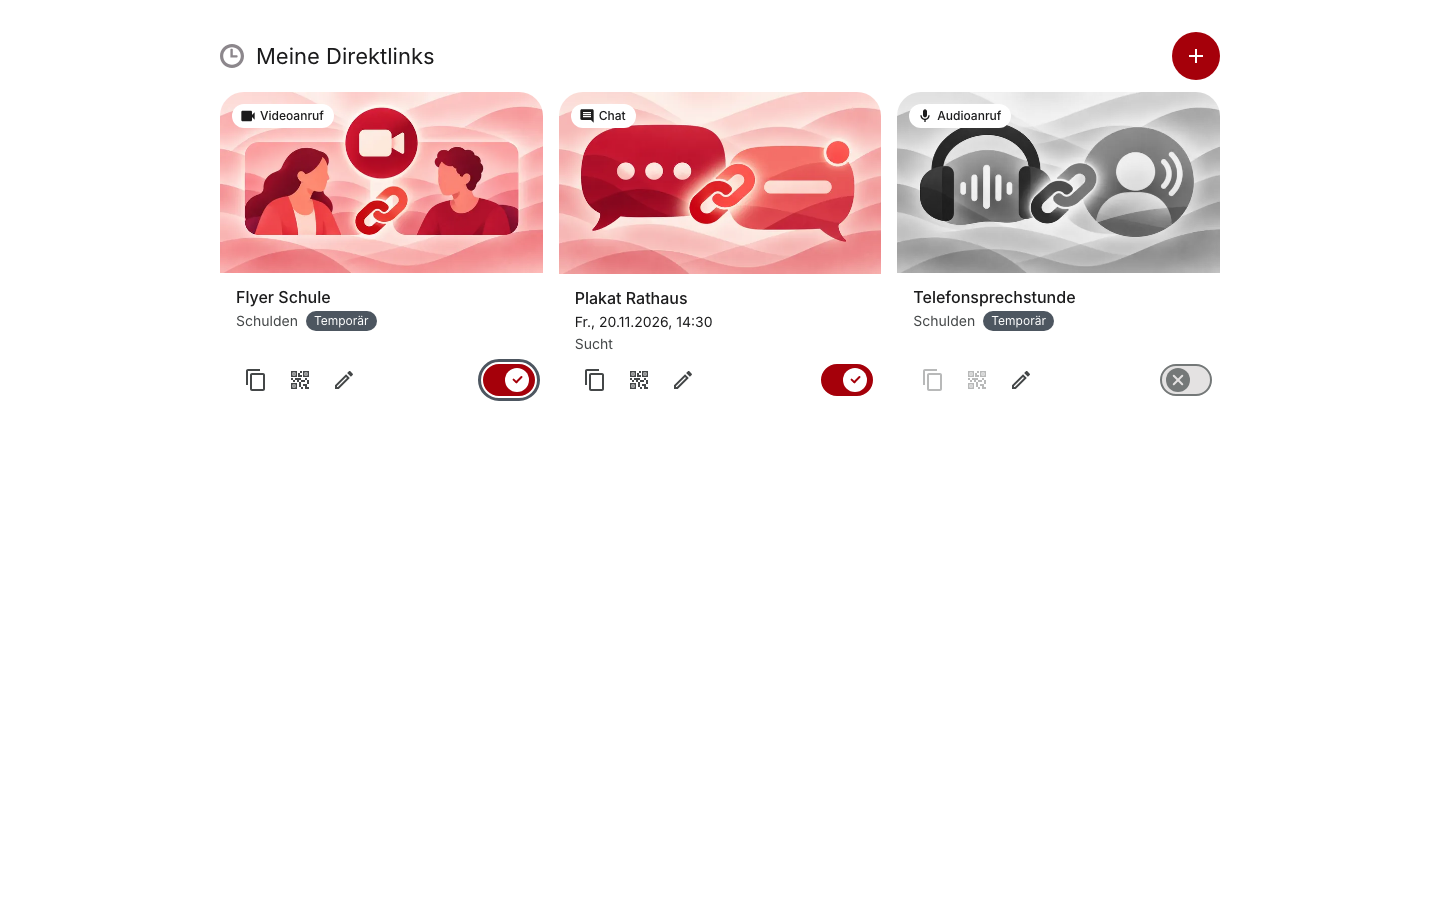 Meine Direktlinks
Videoanruf
Flyer Schule
Schulden Temporär
Chat
Plakat Rathaus
Fr., 20.11.2026, 14:30
Sucht
Audioanruf
Telefonsprechstunde
Schulden Temporär